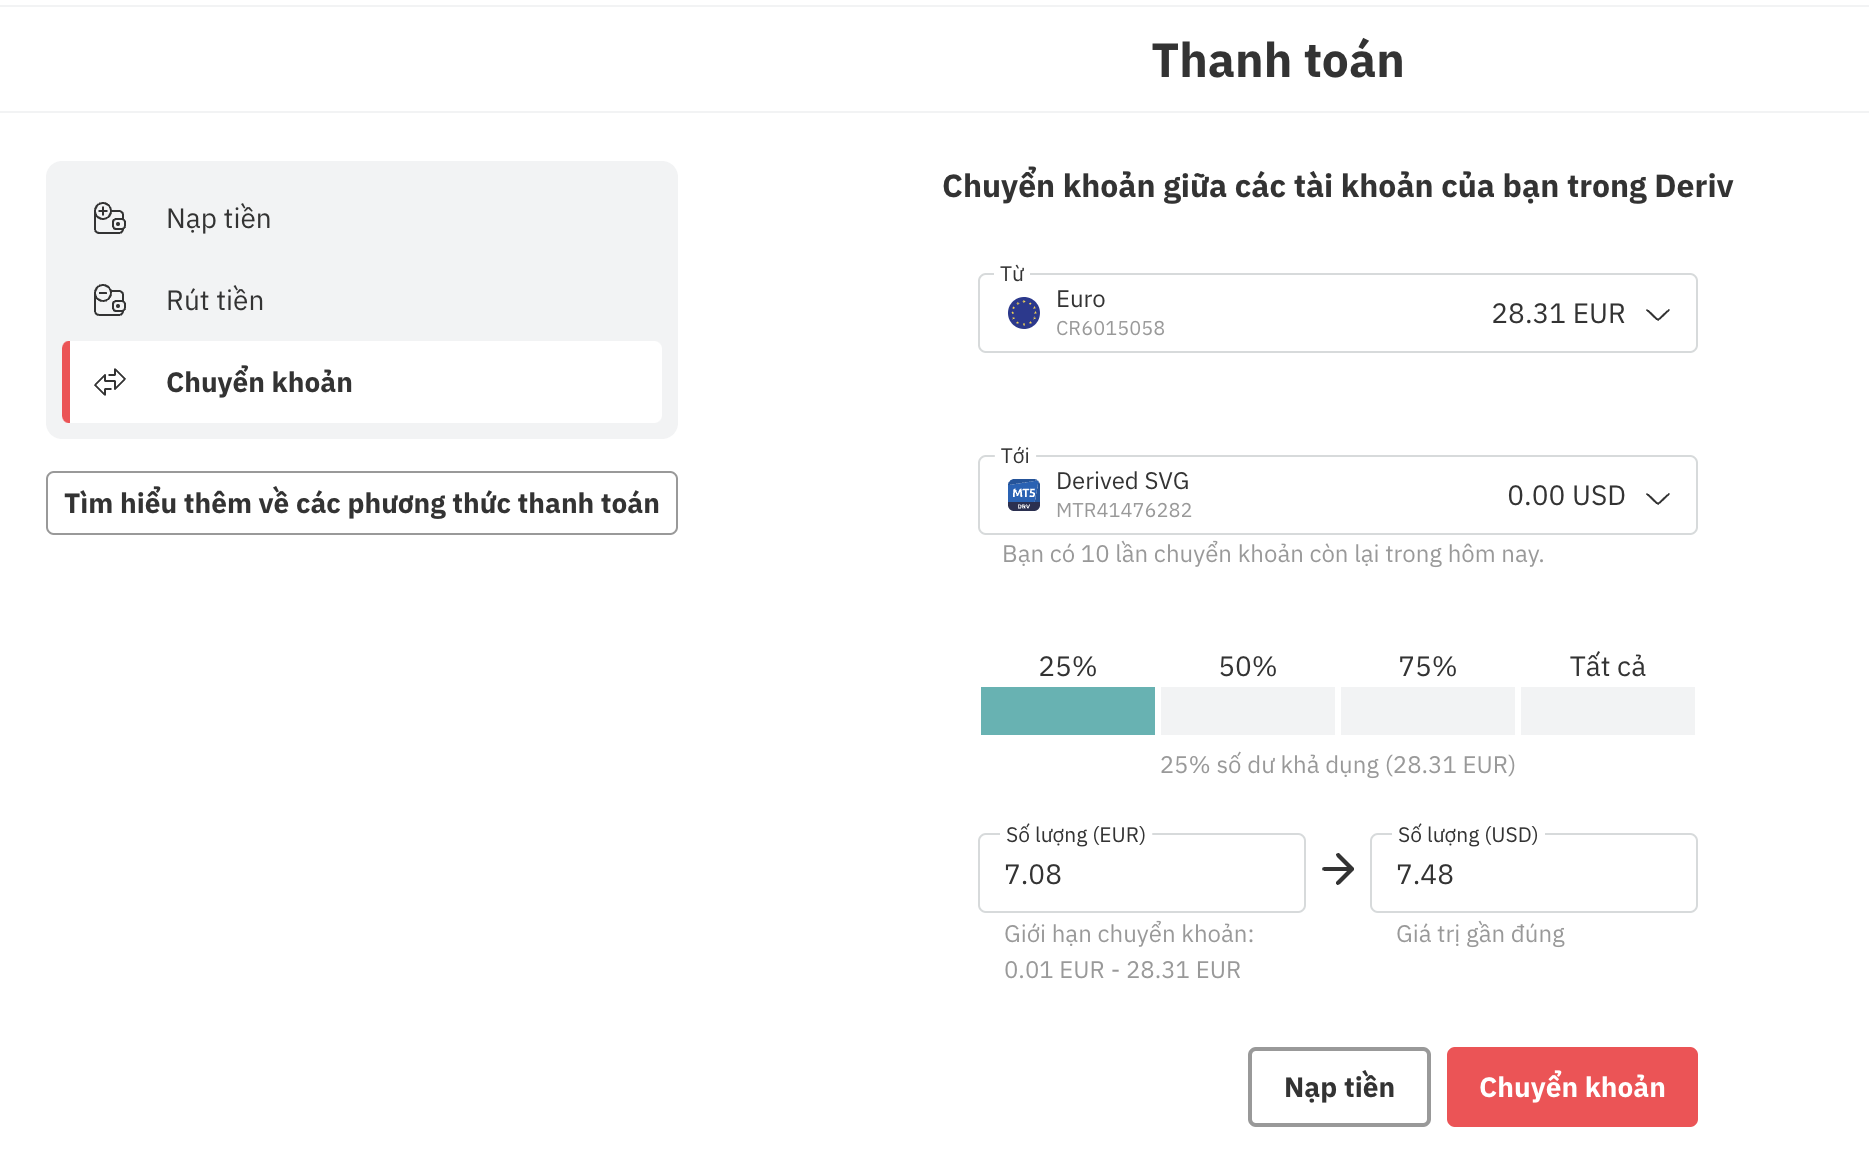 Thanh toán
Nạp tiền
Rút tiền
Chuyển khoản
Tìm hiểu thêm về các phương thức thanh toán
Chuyển khoản giữa các tài khoản của bạn trong Deriv
Từ
Euro
CR6015058
28.31 EUR
Tới
MT5
DRV
Derived SVG
MTR41476282
0.00 USD
Bạn có 10 lần chuyển khoản còn lại trong hôm nay.
25% 50% 75% Tất cả
25% số dư khả dụng (28.31 EUR)
Số lượng (EUR)
7.08
Giới hạn chuyển khoản:
0.01 EUR - 28.31 EUR
Số lượng (USD)
7.48
Giá trị gần đúng
Nạp tiền
Chuyển khoản